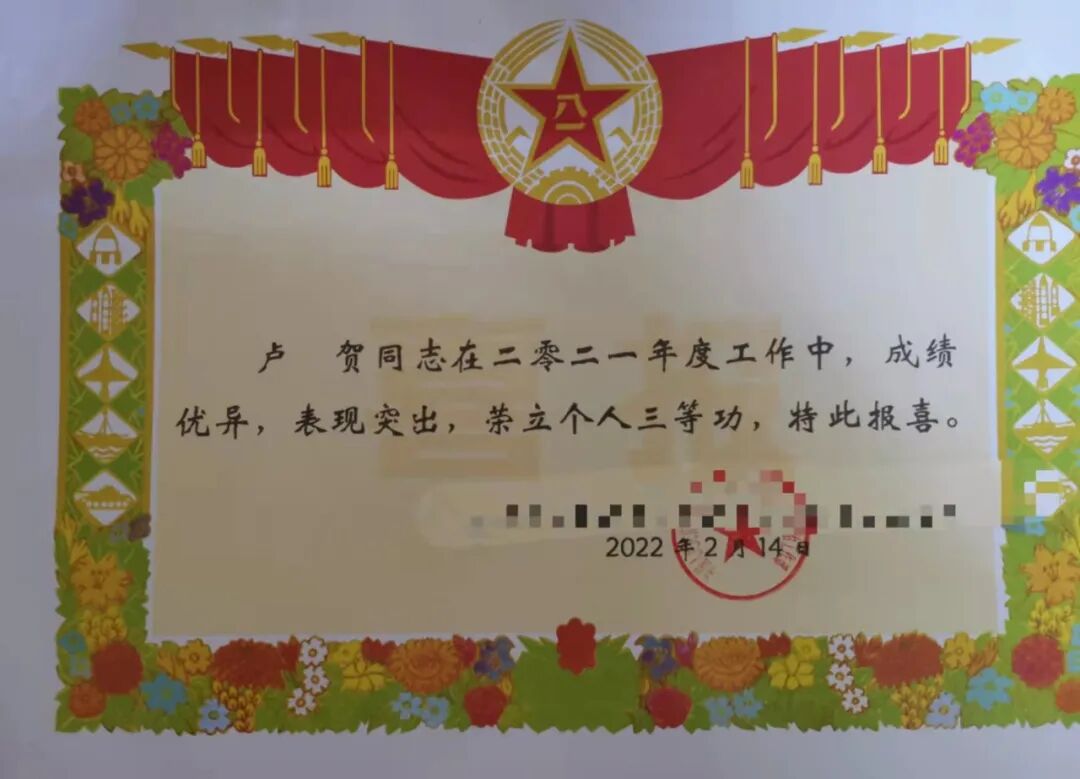 八一
卢 贺同志在二零二一年度工作中，成绩
优异，表现突出，荣立个人三等功，特此报喜。
2022 年 2 月 14 日